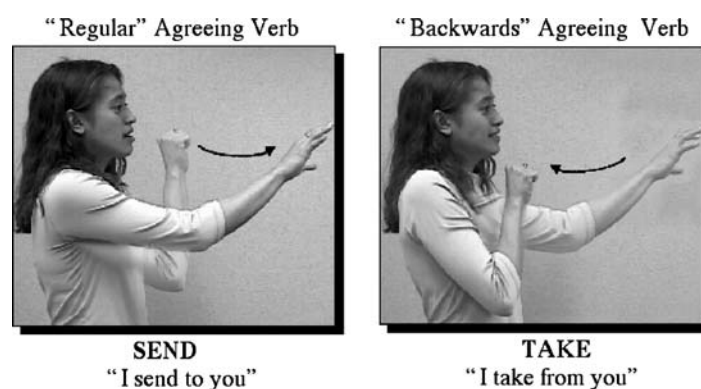 “Regular” Agreeing Verb
“Backwards” Agreeing Verb
SEND
“I send to you”
TAKE
“I take from you”